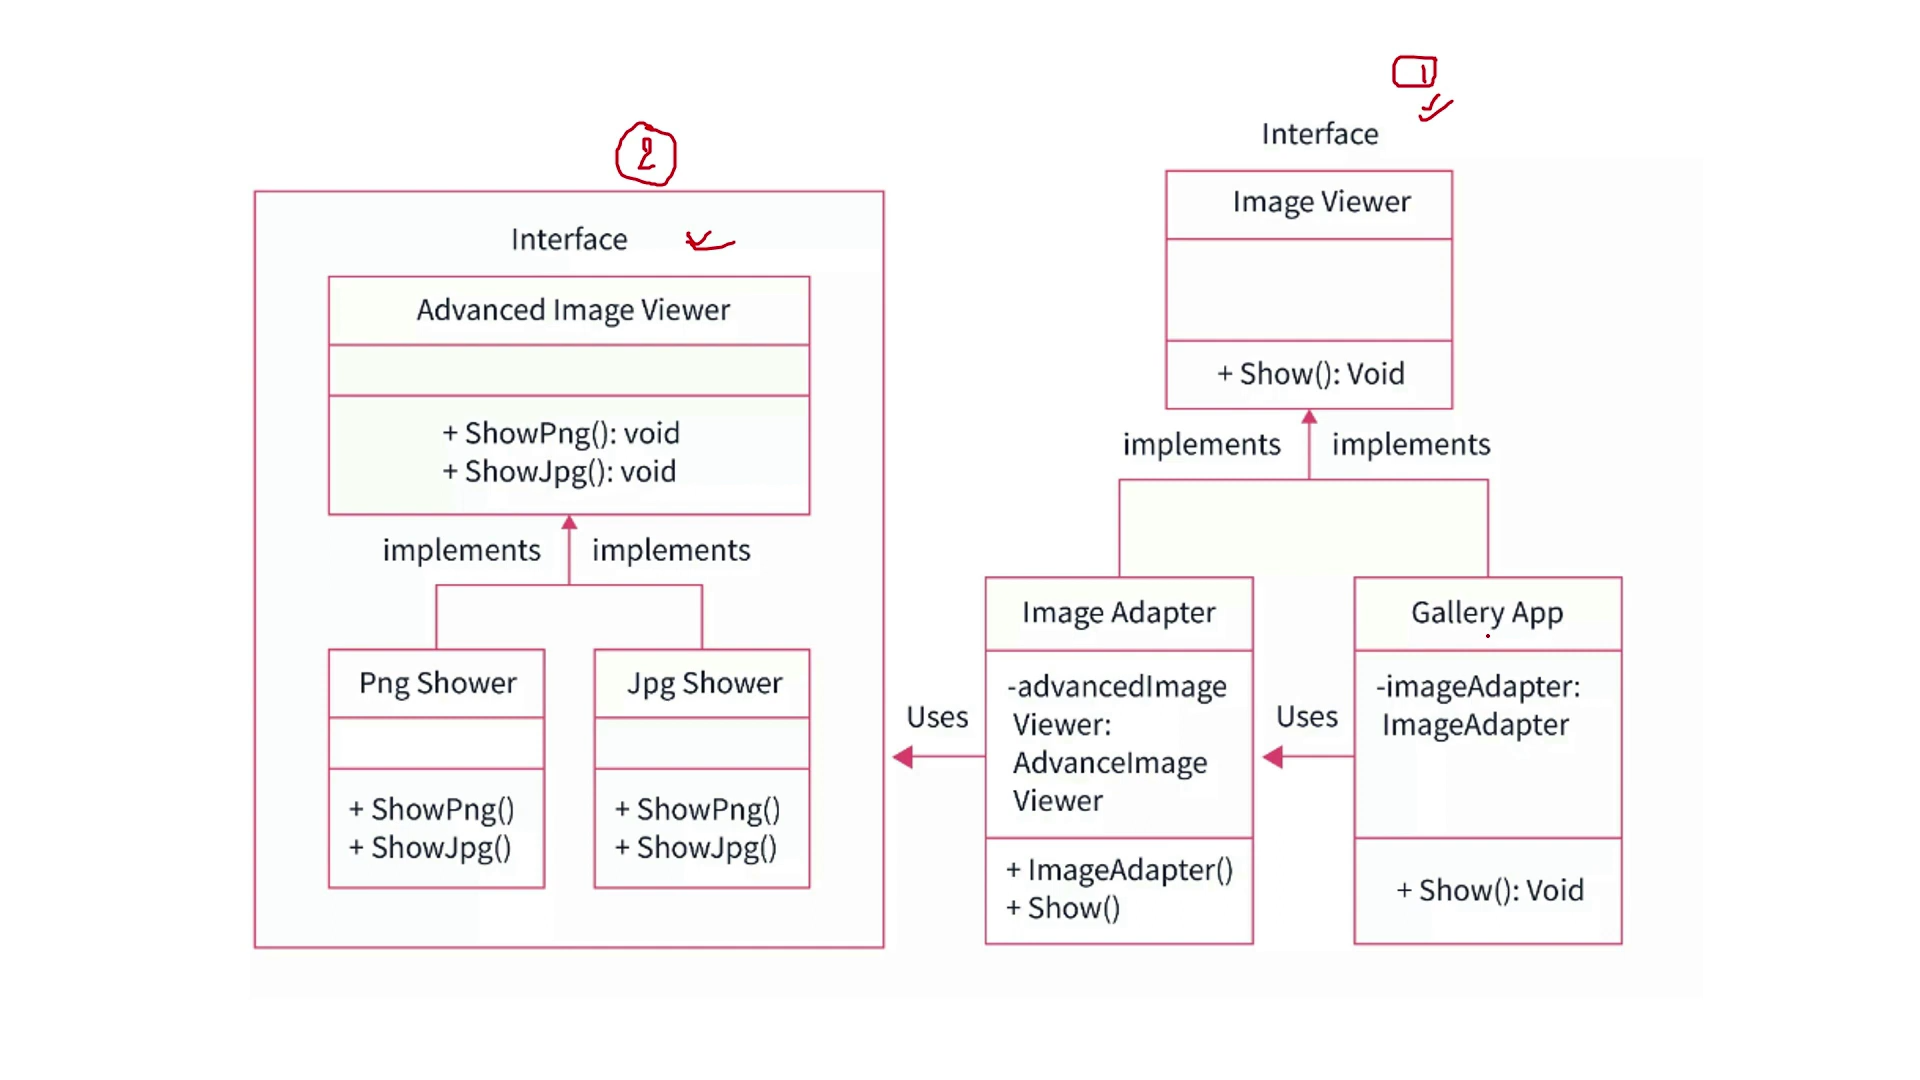 2
Interface
Advanced Image Viewer
+ ShowPng(): void
+ ShowJpg(): void
implements
implements
Png Shower
+ ShowPng()
+ ShowJpg()
Jpg Shower
+ ShowPng()
+ ShowJpg()
1
Interface
Image Viewer
+ Show(): Void
implements
implements
Uses
Image Adapter
-advancedImage
Viewer:
AdvanceImage
Viewer
+ ImageAdapter()
+ Show()
Uses
Gallery App
-imageAdapter:
ImageAdapter
+ Show(): Void